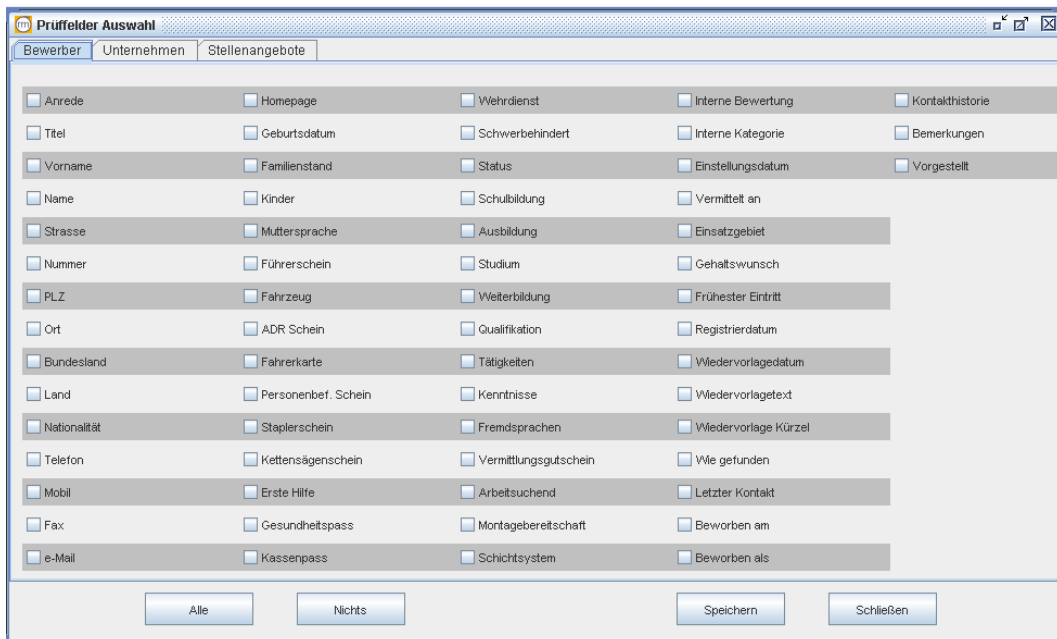 Prüffelder Auswahl
Bewerber Unternehmen Stellenangebote
Anrede Homepage Wehrdienst Interne Bewertung Kontakthistorie
Titel Geburtsdatum Schwerbehindert Interne Kategorie Bemerkungen
Vorname Familienstand Status Einstellungsdatum Vorgestellt
Name Kinder Schulbildung Vermittelt an
Strasse Muttersprache Ausbildung Einsatzgebiet
Nummer Führerschein Studium Gehaltswunsch
PLZ Fahrzeug Weiterbildung Frühester Eintritt
Ort ADR Schein Qualifikation Registrierdatum
Bundesland Fahrerkarte Tätigkeiten Wiedervorlagedatum
Land Personenbef. Schein Kenntnisse Wiedervorlagetext
Nationalität Staplerschein Fremdsprachen Wiedervorlage Kürzel
Telefon Kettensägenschein Vermittlungsgutschein Wie gefunden
Mobil Erste Hilfe Arbeitsuchend Letzter Kontakt
Fax Gesundheitspass Montagebereitschaft Beworben am
e-Mail Kassenpass Schichtsystem Beworben als
Alle Nichts Speichern Schließen